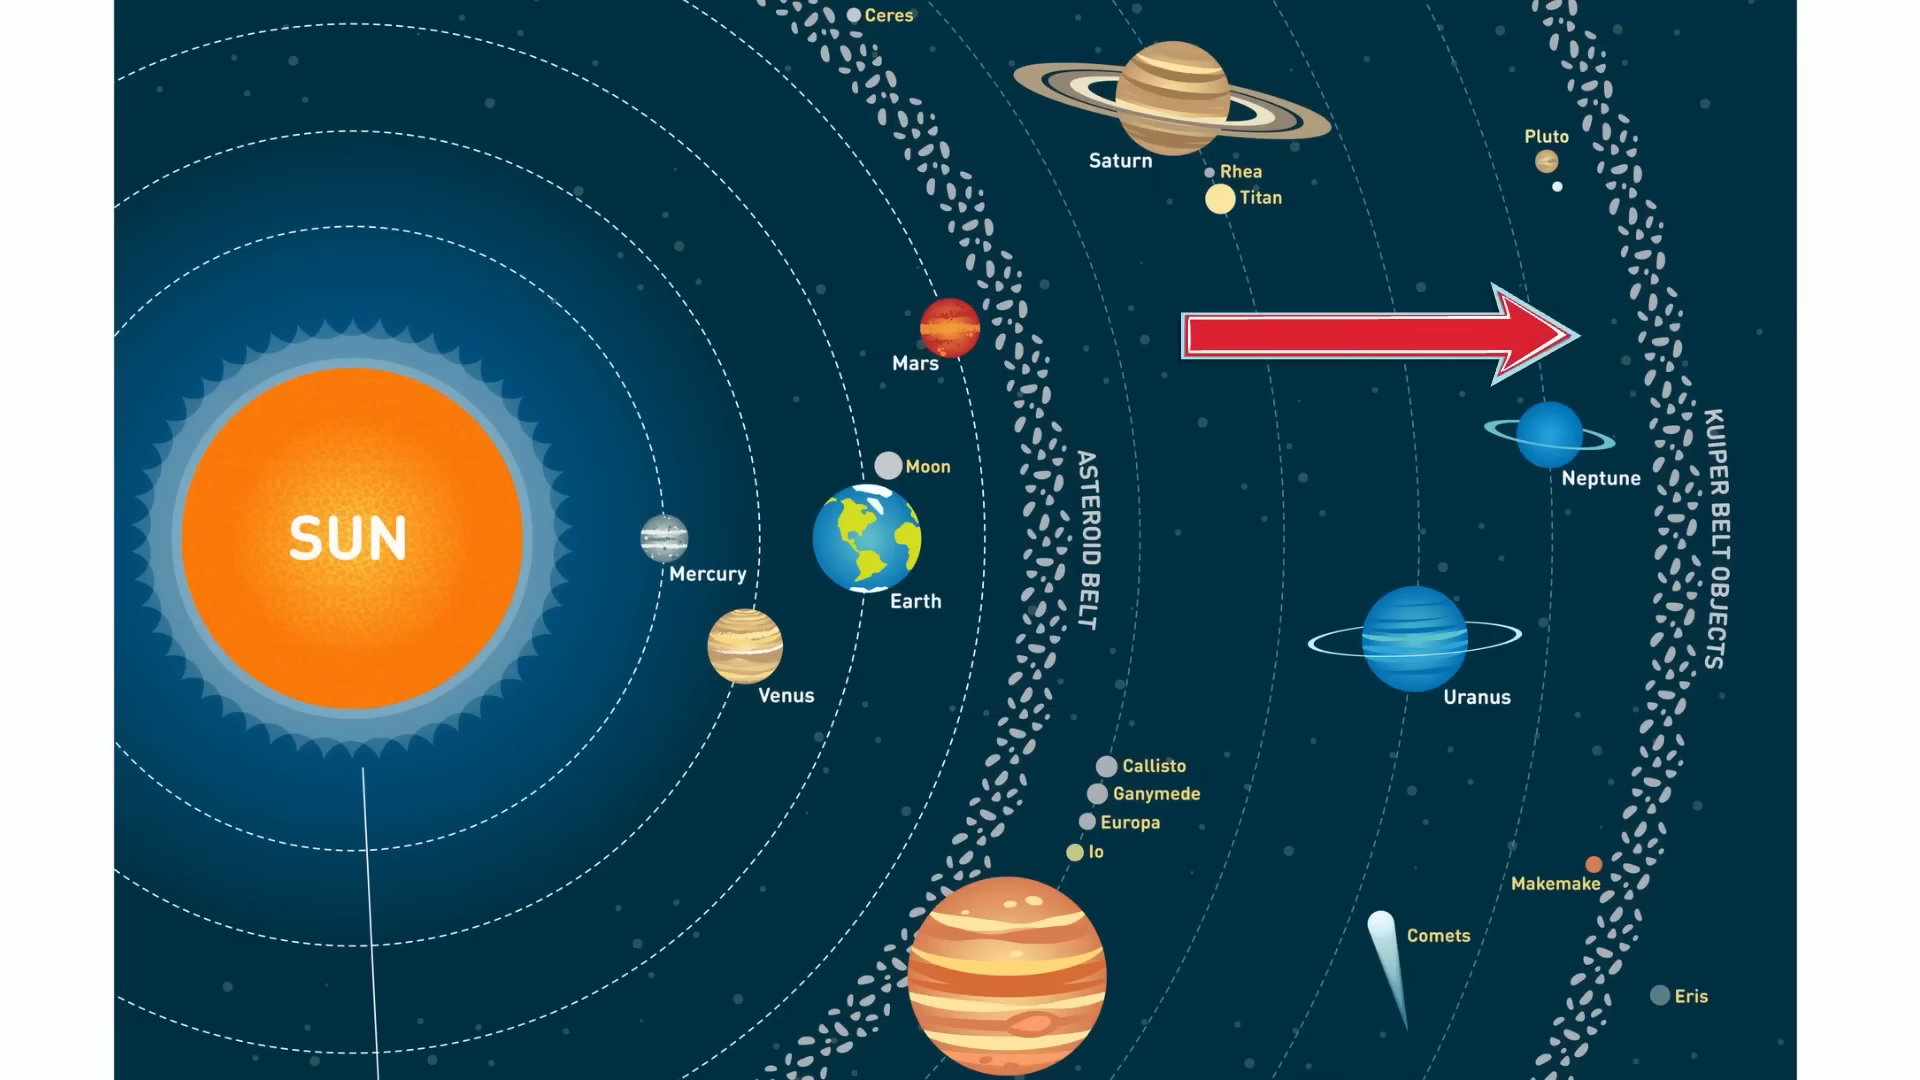 Ceres
Pluto
Saturn
Rhea
Titan
Mars
Moon
Neptune
ASTEROID BELT
KUIPER BELT OBJECTS
SUN
Mercury
Earth
Venus
Uranus
Callisto
Ganymede
Europa
Io
Makemake
Comets
Eris